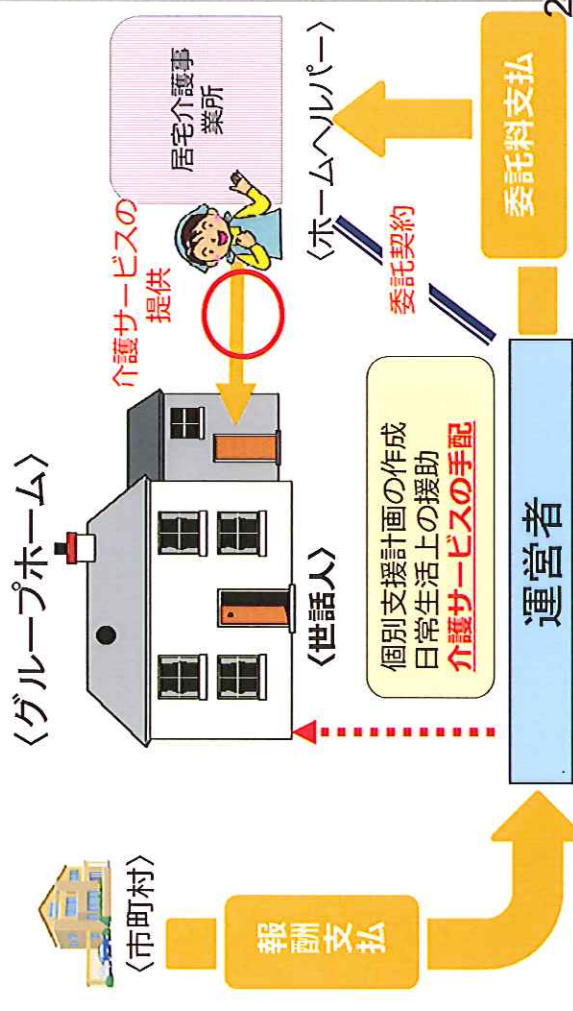 〈グループホーム〉
介護サービスの
提供
居宅介護事
業所
〈ホームヘルパー〉
〈市町村〉
〈世話人〉
委託契約
個別支援計画の作成
日常生活上の援助
介護サービスの手配
報酬支払
運営者
委託料支払
2